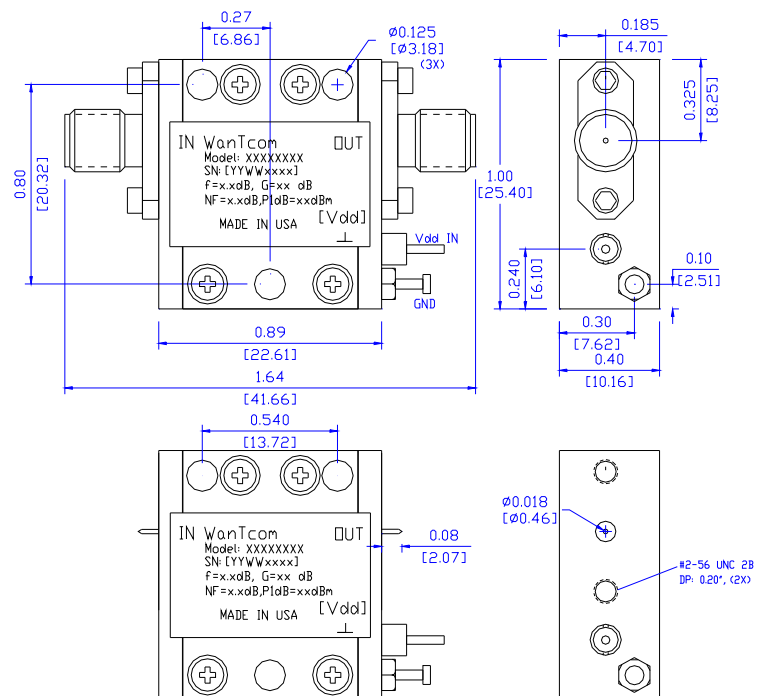 0.27
[6.86]
Ø0.125
[Ø3.18]
(3X)
0.185
[4.70]
0.325
[8.25]
0.80
[20.32]
IN WanTcom OUT
Model: XXXXXXXX
SN: [YYWWxxxx]
f=x.xdB, G=xx dB
NF=x.xdB,P1dB=xxdBm
MADE IN USA [Vdd]
Vdd IN
GND
1.00
[25.40]
0.240
[6.10]
0.10
[2.51]
0.30
[7.62]
0.40
[10.16]
0.89
[22.61]
1.64
[41.66]
0.540
[13.72]
IN WanTcom OUT
Model: XXXXXXXX
SN: [YYWWxxxx]
f=x.xdB, G=xx dB
NF=x.xdB,P1dB=xxdBm
MADE IN USA [Vdd]
0.08
[2.07]
Ø0.018
[Ø0.46]
#2-56 UNC 2B
DP: 0.20", (2X)